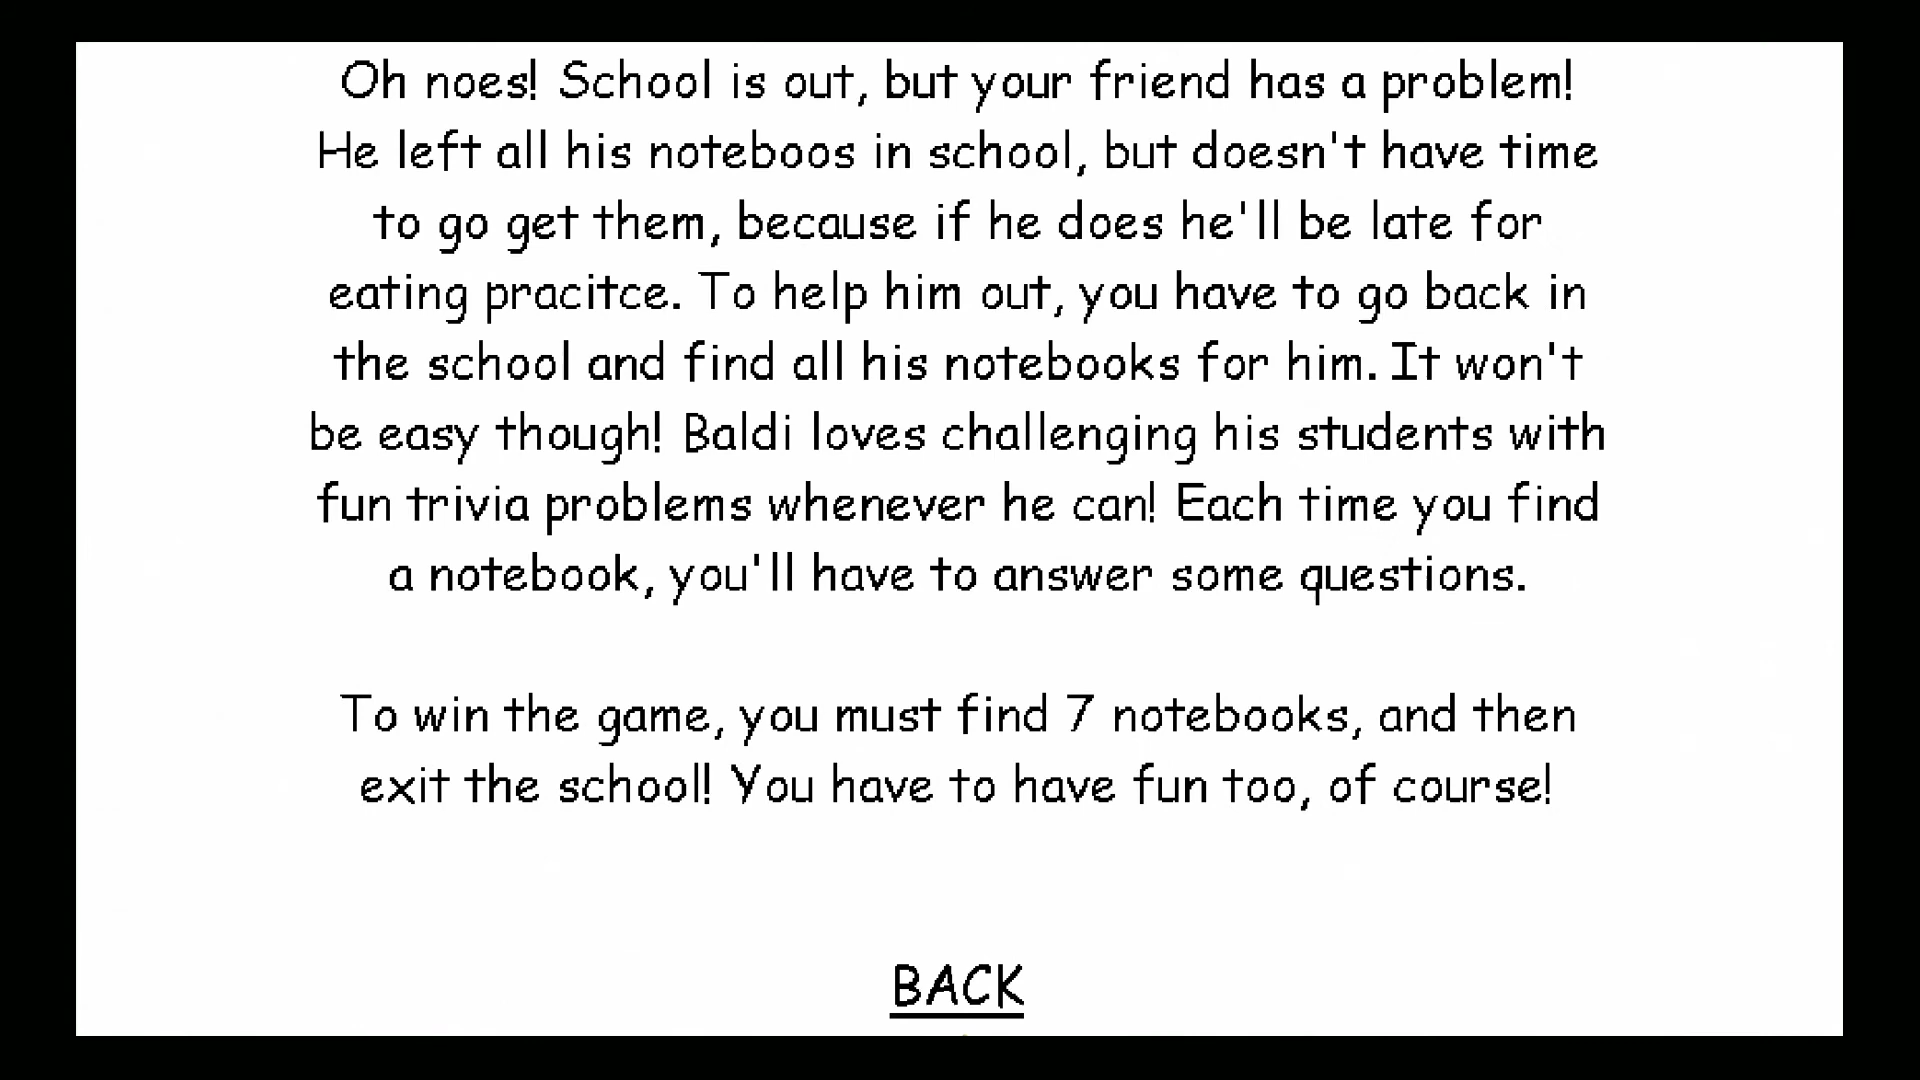 Oh noes! School is out, but your friend has a problem!
He left all his noteboos in school, but doesn't have time
to go get them, because if he does he'll be late for
eating pracitce. To help him out, you have to go back in
the school and find all his notebooks for him. It won't
be easy though! Baldi loves challenging his students with
fun trivia problems whenever he can! Each time you find
a notebook, you'll have to answer some questions.
To win the game, you must find 7 notebooks, and then
exit the school! You have to have fun too, of course!
BACK